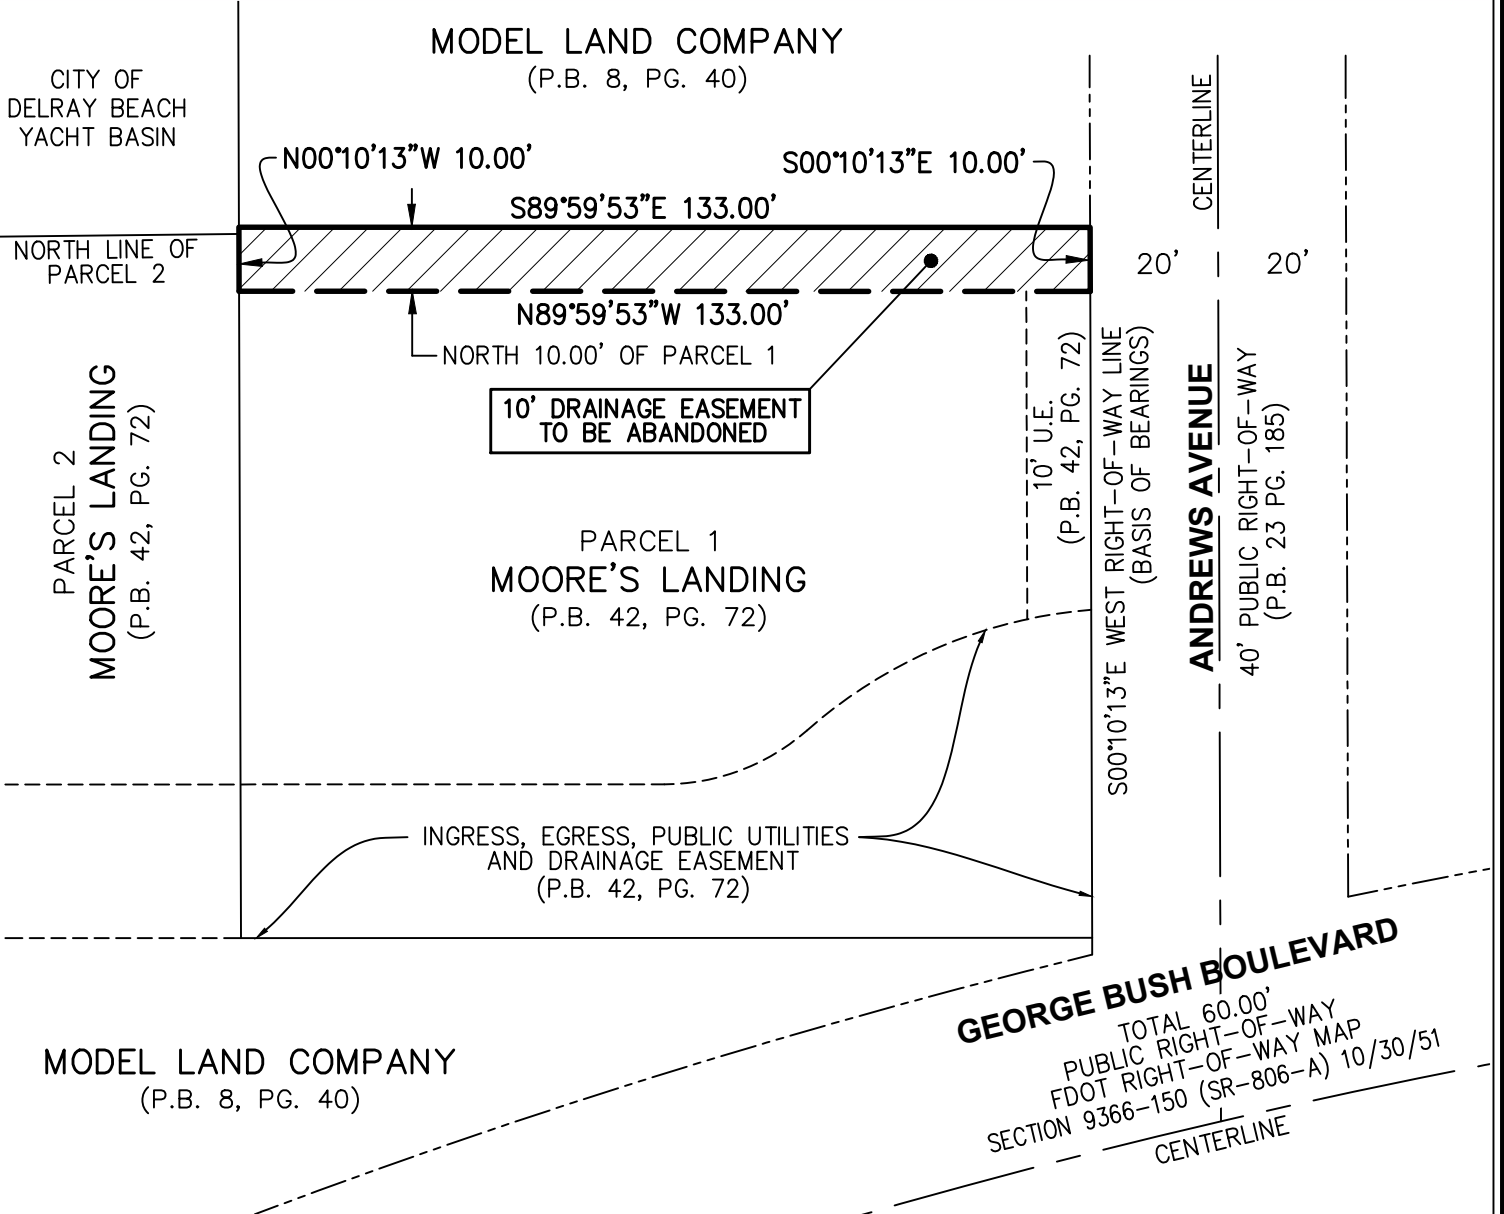 MODEL LAND COMPANY
(P.B. 8, PG. 40)
CITY OF
DELRAY BEACH
YACHT BASIN
N00°10'13"W 10.00'
S00°10'13"E 10.00'
S89°59'53"E 133.00'
CENTERLINE
NORTH LINE OF
PARCEL 2
20'
20'
N89°59'53"W 133.00'
NORTH 10.00' OF PARCEL 1
10' DRAINAGE EASEMENT
TO BE ABANDONED
10' U.E.
(P.B. 42, PG. 72)
S00°10'13"E WEST RIGHT-OF-WAY LINE
(BASIS OF BEARINGS)
ANDREWS AVENUE
40' PUBLIC RIGHT-OF-WAY
(P.B. 23 PG. 185)
PARCEL 2
MOORE'S LANDING
(P.B. 42, PG. 72)
PARCEL 1
MOORE'S LANDING
(P.B. 42, PG. 72)
INGRESS, EGRESS, PUBLIC UTILITIES
AND DRAINAGE EASEMENT
(P.B. 42, PG. 72)
GEORGE BUSH BOULEVARD
TOTAL 60.00'
PUBLIC RIGHT-OF-WAY
FDOT RIGHT-OF-WAY MAP
SECTION 9366-150 (SR-806-A) 10/30/51
CENTERLINE
MODEL LAND COMPANY
(P.B. 8, PG. 40)